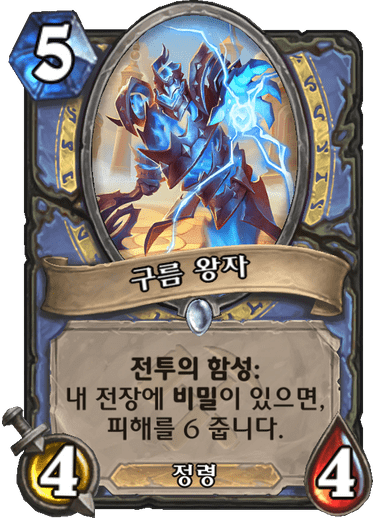 5
구름 왕자
전투의 함성:
내 전장에 비밀이 있으면,
피해를 6 줍니다.
4
정령
4